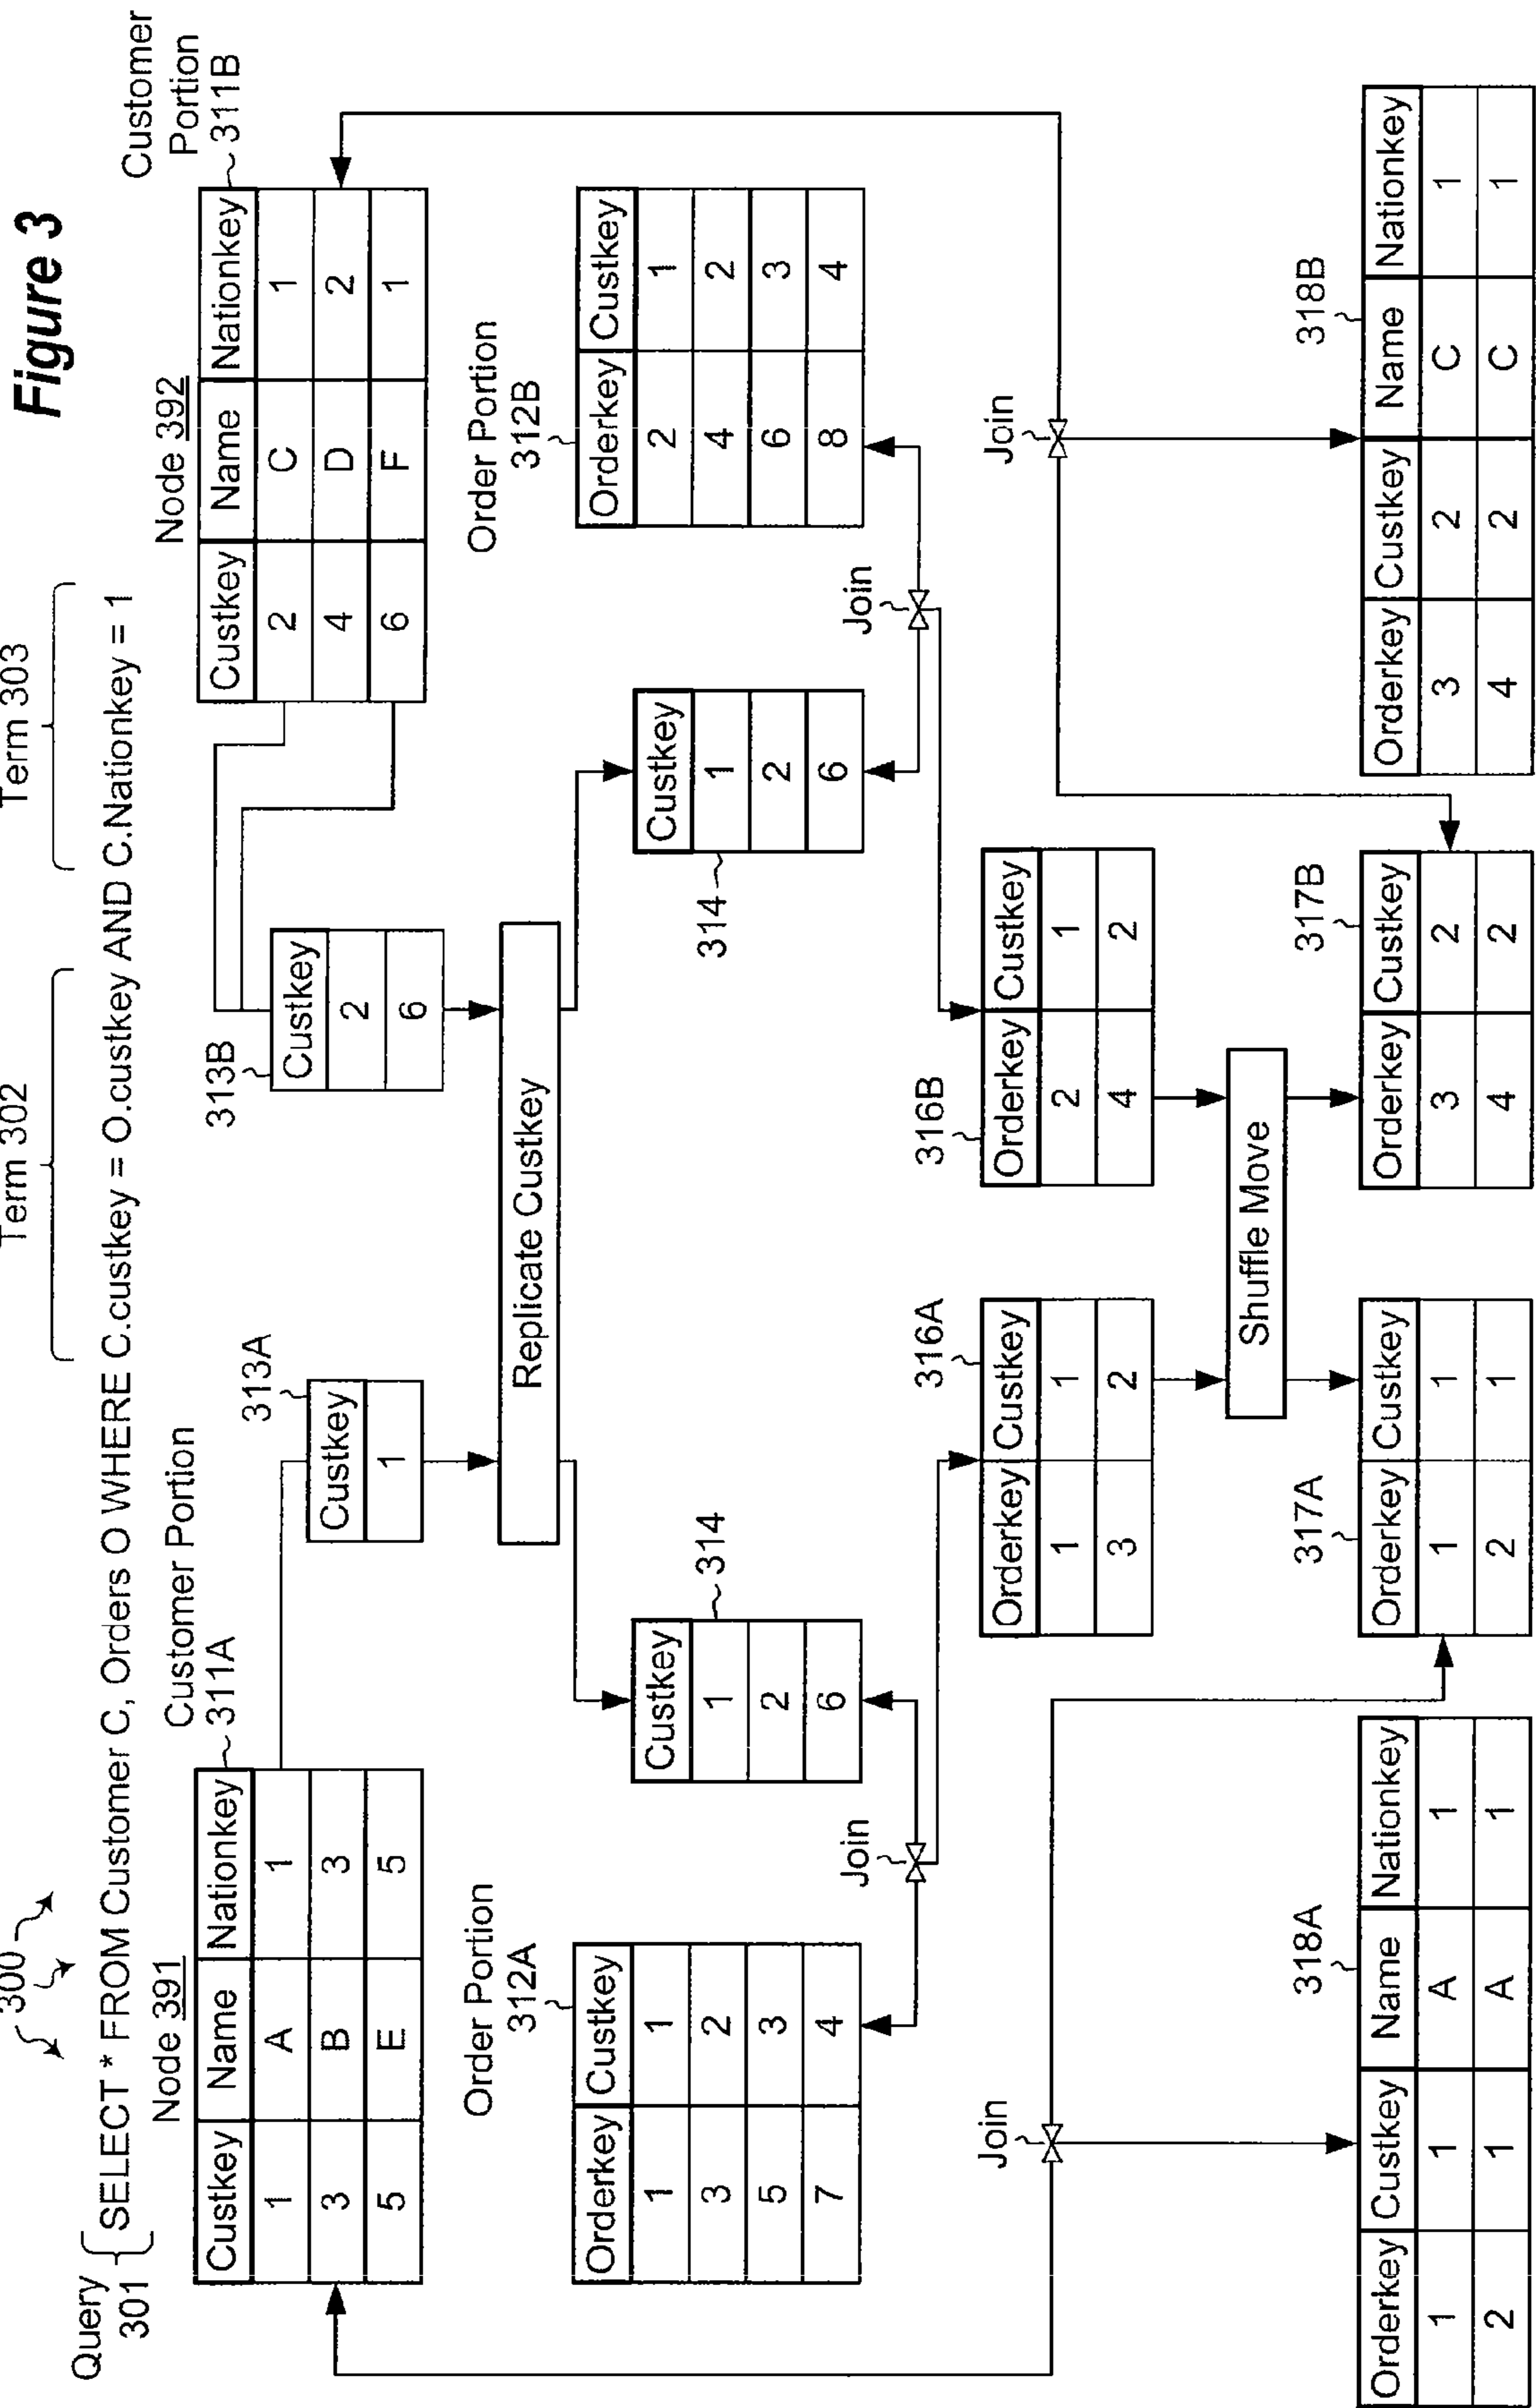 Figure 3
300
Term 302
Term 303
Query 301
SELECT * FROM Customer C, Orders O WHERE C.custkey = O.custkey AND C.Nationkey = 1
Node 391
Customer Portion
311A
Custkey Name Nationkey
1 A 1
3 B 3
5 E 5
Node 392
Customer Portion
311B
Custkey Name Nationkey
2 C 1
4 D 2
6 F 1
313A
Custkey
1
313B
Custkey
2
6
Replicate Custkey
Order Portion
312A
Orderkey Custkey
1 1
3 2
5 3
7 4
314
Custkey
1
2
6
314
Custkey
1
2
6
Order Portion
312B
Orderkey Custkey
2 1
4 2
6 3
8 4
Join
Join
316A
Orderkey Custkey
1 1
3 2
316B
Orderkey Custkey
2 1
4 2
Shuffle Move
Join
Join
318A
Orderkey Custkey Name Nationkey
1 1 A 1
2 1 A 1
317A
Orderkey Custkey
1 1
2 1
317B
Orderkey Custkey
3 2
4 2
318B
Orderkey Custkey Name Nationkey
3 2 C 1
4 2 C 1